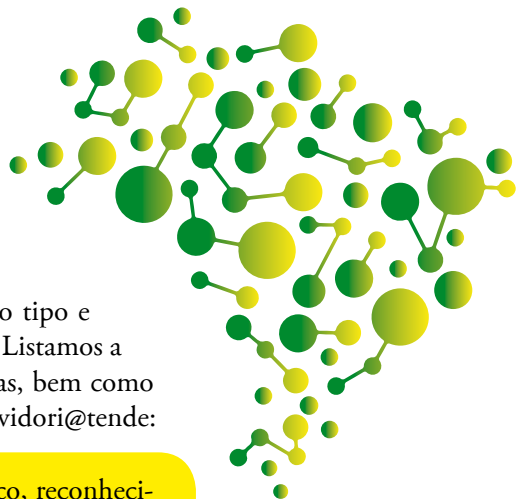 o tipo e
Listamos a
as, bem como
vidori@tende:
co, reconheci-